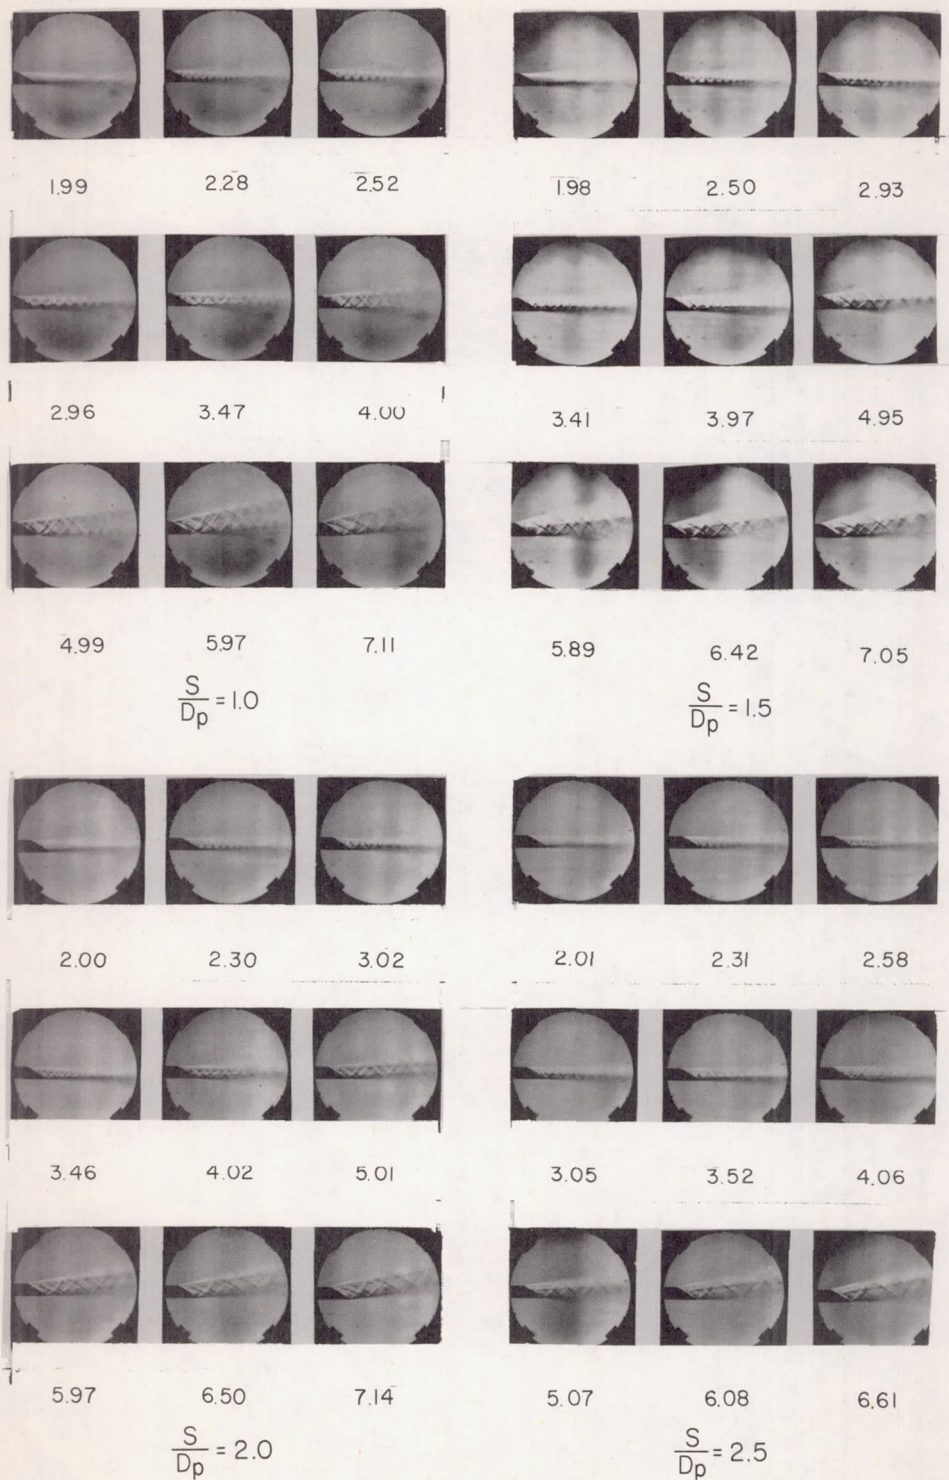 1.99 2.28 2.52
2.96 3.47 4.00
4.99 5.97 7.11
S/Dp = 1.0
1.98 2.50 2.93
3.41 3.97 4.95
5.89 6.42 7.05
S/Dp = 1.5
2.00 2.30 3.02
3.46 4.02 5.01
5.97 6.50 7.14
S/Dp = 2.0
2.01 2.31 2.58
3.05 3.52 4.06
5.07 6.08 6.61
S/Dp = 2.5